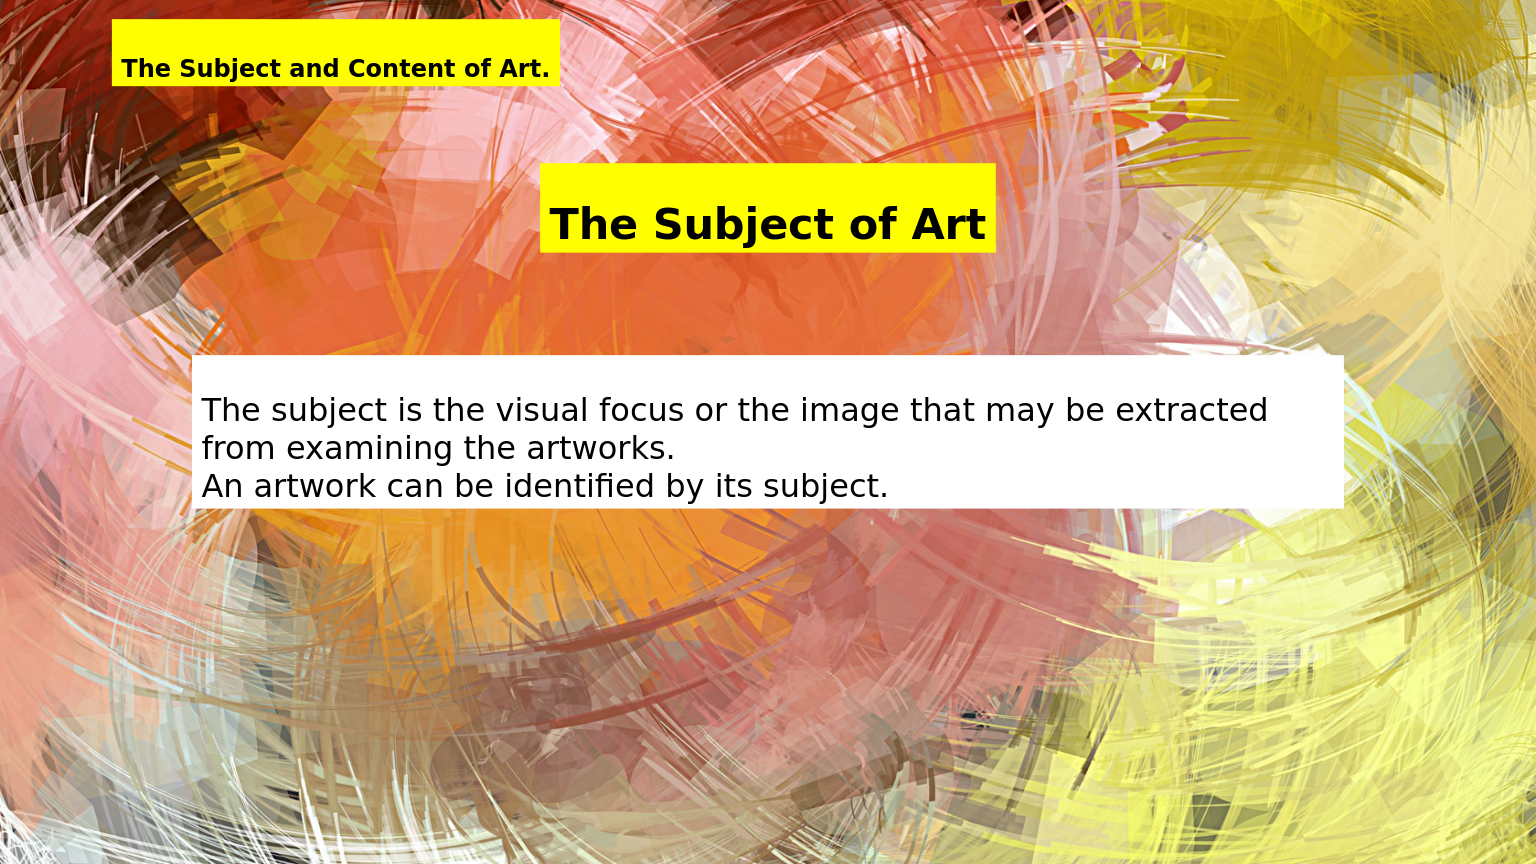 The Subject and Content of Art.
The Subject of Art
The subject is the visual focus or the image that may be extracted
from examining the artworks.
An artwork can be identified by its subject.